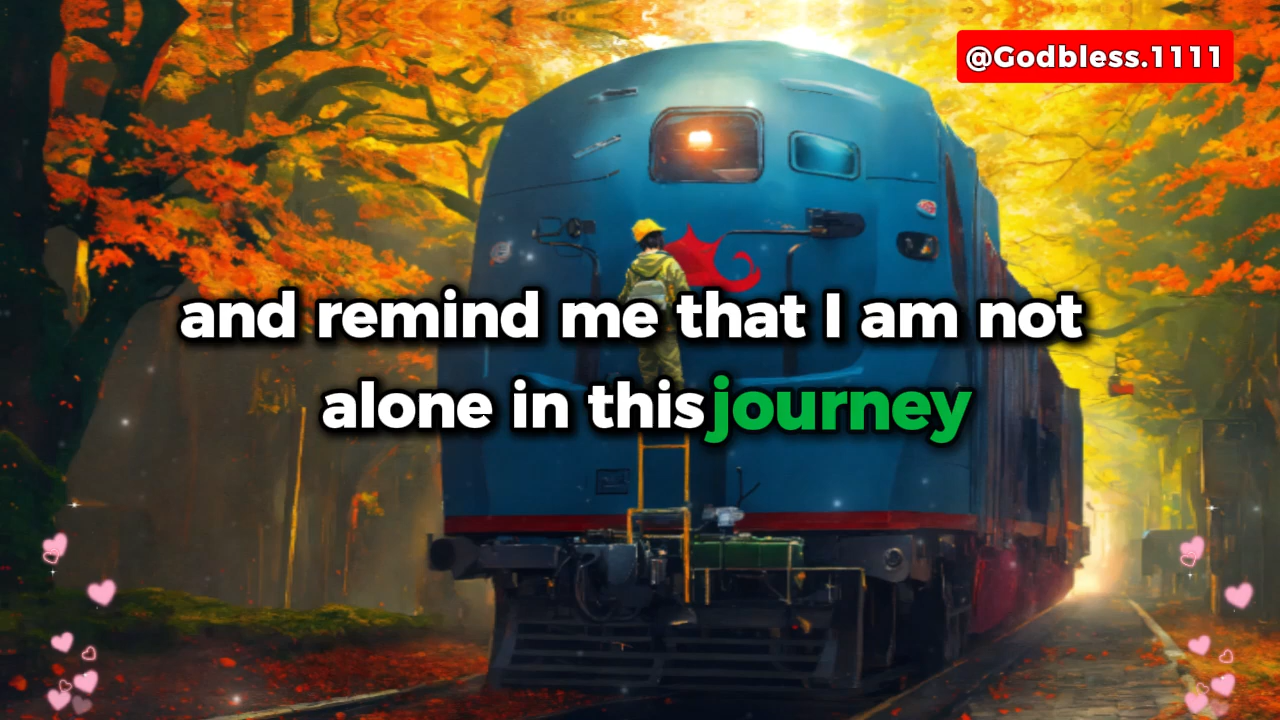 @Godbless.1111
and remind me that I am not
alone in this journey